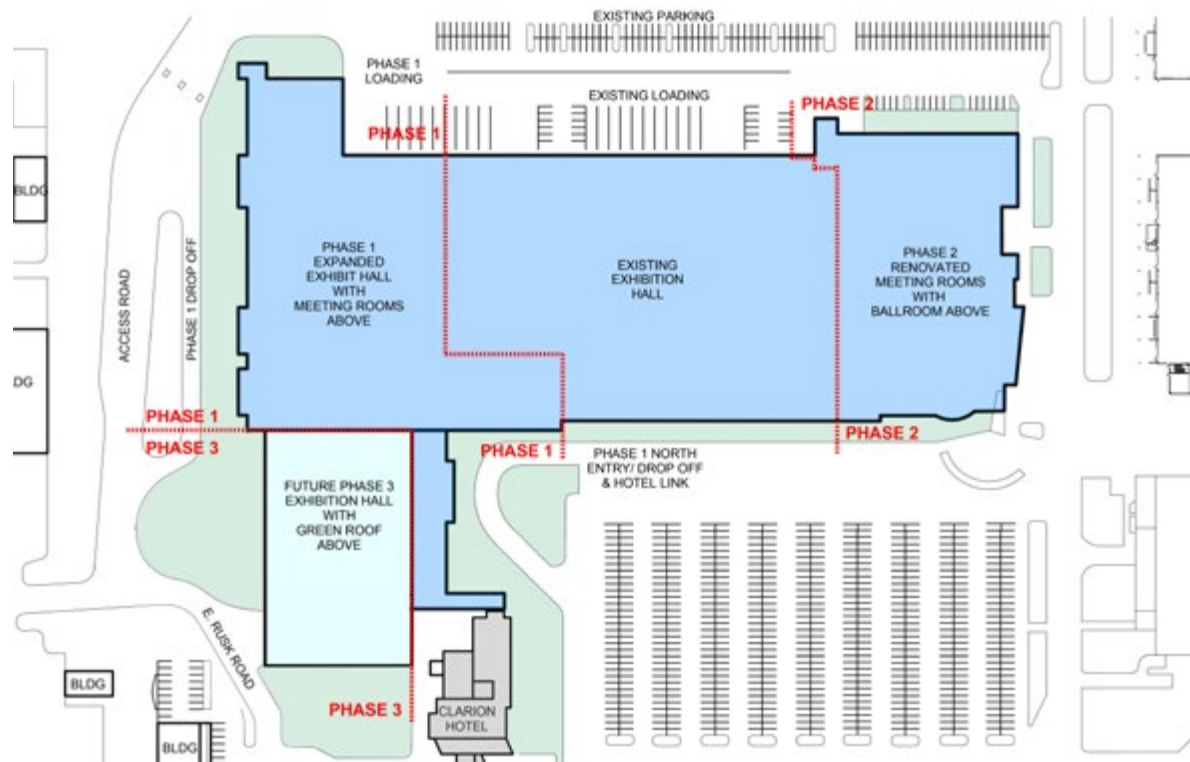 EXISTING PARKING
PHASE 1
LOADING
EXISTING LOADING
PHASE 2
PHASE 1
BLDG
PHASE 1
EXPANDED
EXHIBIT HALL
WITH
MEETING ROOMS
ABOVE
EXISTING
EXHIBITION
HALL
PHASE 2
RENOVATED
MEETING ROOMS
WITH
BALLROOM ABOVE
ACCESS ROAD
PHASE 1 DROP OFF
DG
PHASE 1
PHASE 3
PHASE 1
PHASE 2
PHASE 1 NORTH
ENTRY/ DROP OFF
& HOTEL LINK
FUTURE PHASE 3
EXHIBITION HALL
WITH
GREEN ROOF
ABOVE
E. RUSK ROAD
BLDG
PHASE 3
CLARION
HOTEL
BLDG